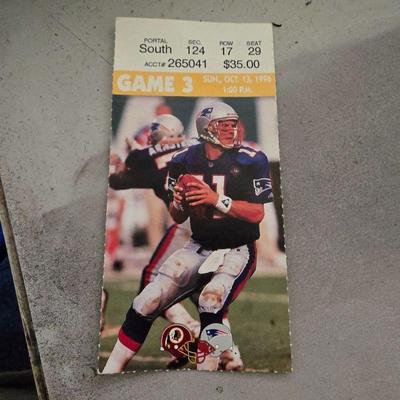 PORTAL SEC. ROW SEAT
South 124 17 29
ACCT# 265041 $35.00
GAME 3 SUN., OCT. 13, 1996
1:00 P.M.
11